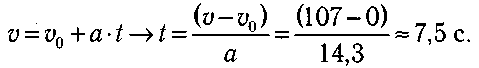 v = v₀ + a · t → t = (v − v₀) / a = (107 − 0) / 14,3 ≈ 7,5 с.